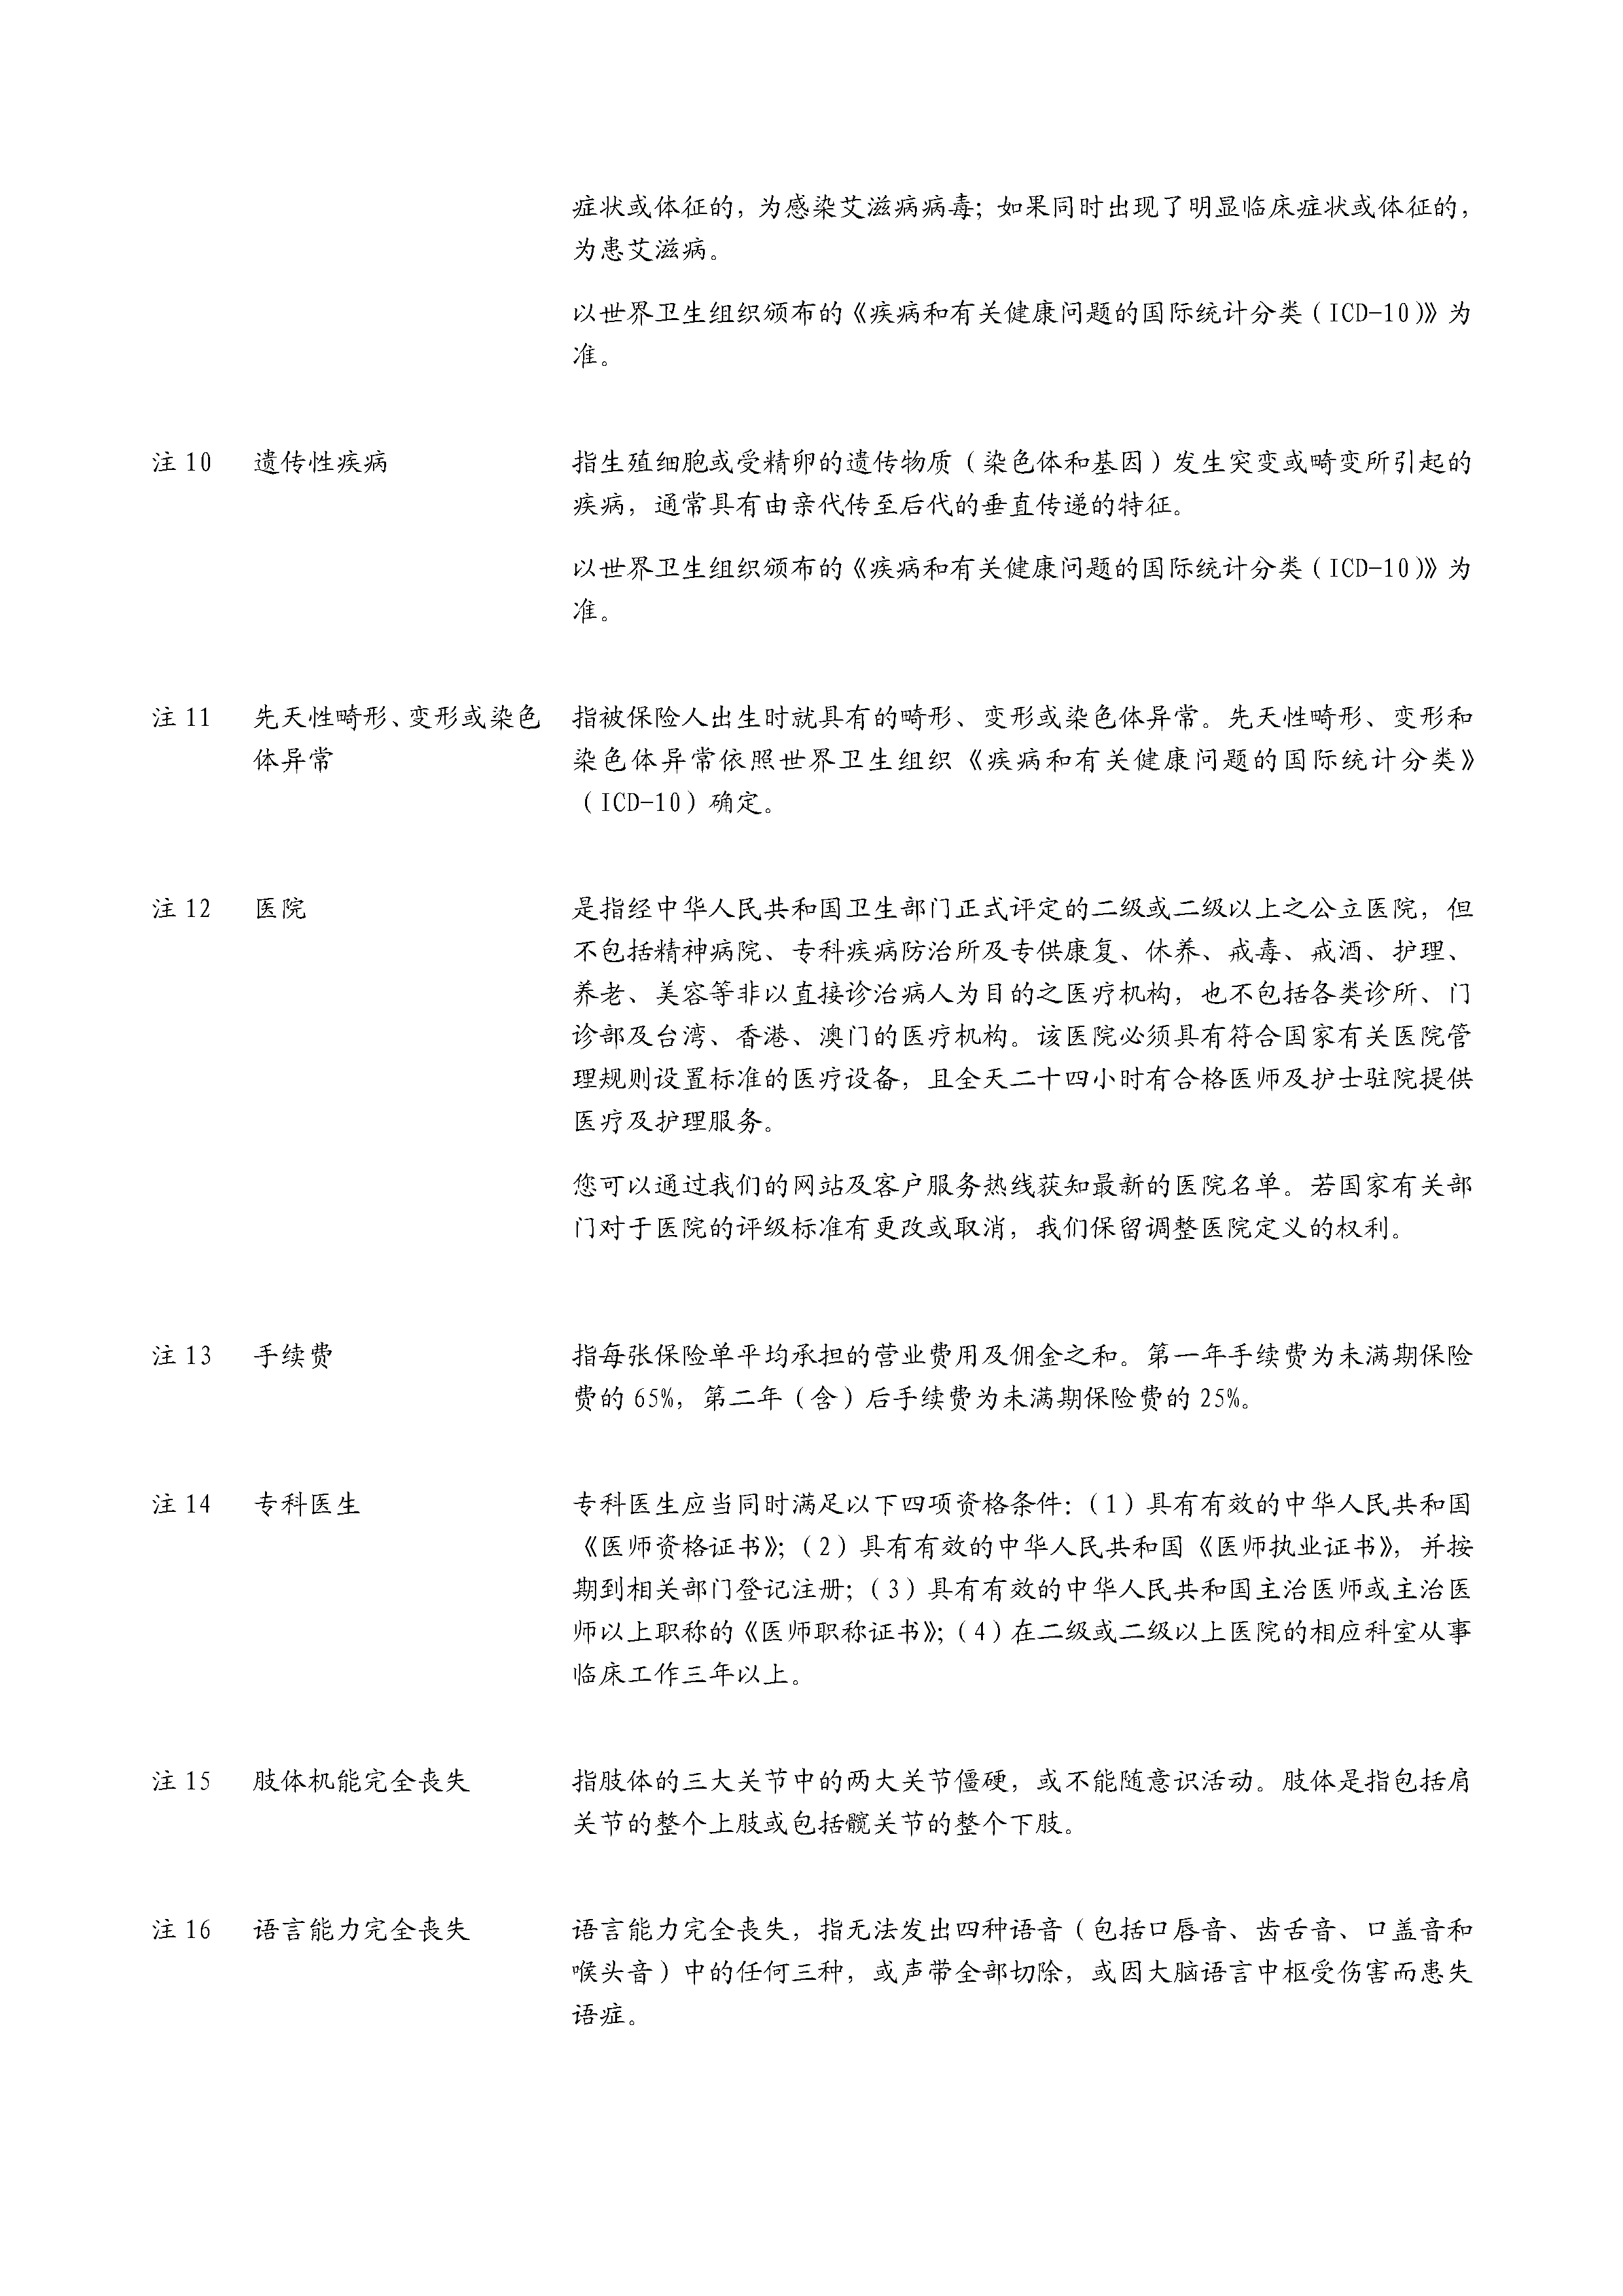 症状或体征的，为感染艾滋病病毒；如果同时出现了明显临床症状或体征的，
为患艾滋病。
以世界卫生组织颁布的《疾病和有关健康问题的国际统计分类（ICD-10）》为
准。
注 10 遗传性疾病 指生殖细胞或受精卵的遗传物质（染色体和基因）发生突变或畸变所引起的
疾病，通常具有由亲代传至后代的垂直传递的特征。
以世界卫生组织颁布的《疾病和有关健康问题的国际统计分类（ICD-10）》为
准。
注 11 先天性畸形、变形或染色 指被保险人出生时就具有的畸形、变形或染色体异常。先天性畸形、变形和
体异常 染色体异常依照世界卫生组织《疾病和有关健康问题的国际统计分类》
（ICD-10）确定。
注 12 医院 是指经中华人民共和国卫生部门正式评定的二级或二级以上之公立医院，但
不包括精神病院、专科疾病防治所及专供康复、休养、戒毒、戒酒、护理、
养老、美容等非以直接诊治病人为目的之医疗机构，也不包括各类诊所、门
诊部及台湾、香港、澳门的医疗机构。该医院必须具有符合国家有关医院管
理规则设置标准的医疗设备，且全天二十四小时有合格医师及护士驻院提供
医疗及护理服务。
您可以通过我们的网站及客户服务热线获知最新的医院名单。若国家有关部
门对于医院的评级标准有更改或取消，我们保留调整医院定义的权利。
注 13 手续费 指每张保险单平均承担的营业费用及佣金之和。第一年手续费为未满期保险
费的 65%，第二年（含）后手续费为未满期保险费的 25%。
注 14 专科医生 专科医生应当同时满足以下四项资格条件：（1）具有有效的中华人民共和国
《医师资格证书》；（2）具有有效的中华人民共和国《医师执业证书》，并按
期到相关部门登记注册；（3）具有有效的中华人民共和国主治医师或主治医
师以上职称的《医师职称证书》；（4）在二级或二级以上医院的相应科室从事
临床工作三年以上。
注 15 肢体机能完全丧失 指肢体的三大关节中的两大关节僵硬，或不能随意识活动。肢体是指包括肩
关节的整个上肢或包括髋关节的整个下肢。
注 16 语言能力完全丧失 语言能力完全丧失，指无法发出四种语音（包括口唇音、齿舌音、口盖音和
喉头音）中的任何三种，或声带全部切除，或因大脑语言中枢受伤害而患失
语症。